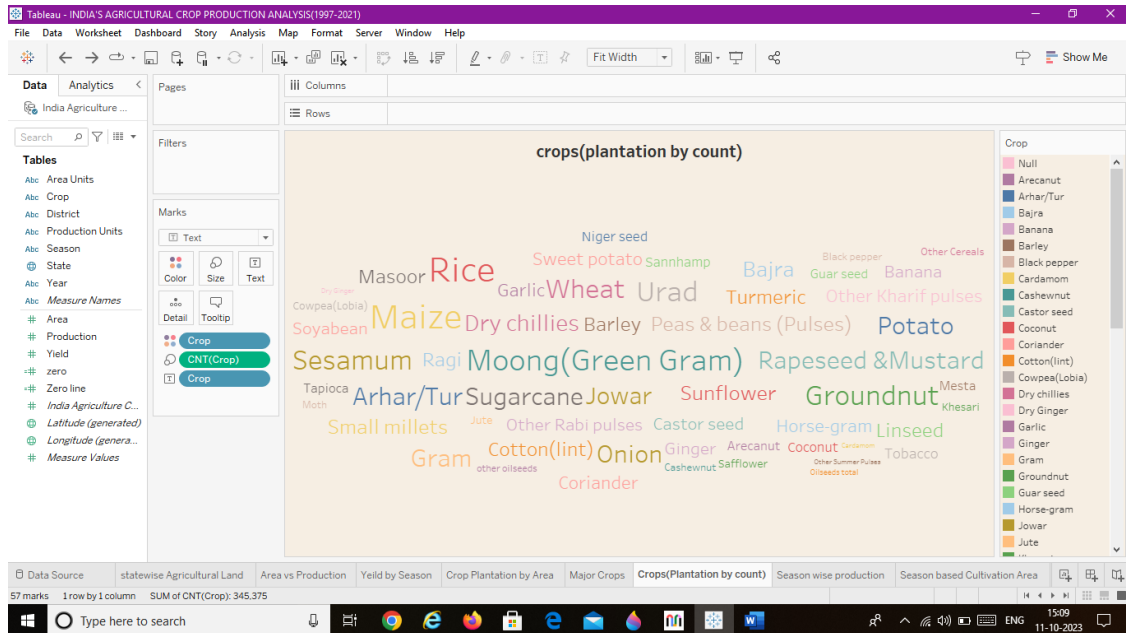 Tableau - INDIA'S AGRICULTURAL CROP PRODUCTION ANALYSIS(1997-2021)
File Data Worksheet Dashboard Story Analysis Map Format Server Window Help
Fit Width
Show Me
Data Analytics
India Agriculture ...
Search
Tables
Abc Area Units
Abc Crop
Abc District
Abc Production Units
Abc Season
State
Abc Year
Abc Measure Names
# Area
# Production
# Yield
=# zero
=# Zero line
# India Agriculture C...
Latitude (generated)
Longitude (genera...
# Measure Values
Pages
Filters
Marks
Text
Color Size Text
Detail Tooltip
Crop
CNT(Crop)
Crop
Columns
Rows
crops(plantation by count)
Niger seed
Other Cereals
Sweet potato Sannhamp
Black pepper
Masoor Rice
Bajra Guar seed Banana
Dry Ginger
Garlic Wheat Urad
Turmeric Other Kharif pulses
Cowpea(Lobia)
Soyabean Maize Dry chillies Barley Peas & beans (Pulses) Potato
Sesamum Ragi Moong(Green Gram) Rapeseed &Mustard
Tapioca
Moth
Arhar/Tur Sugarcane Jowar Sunflower Groundnut Mesta
Khesari
Small millets Jute Other Rabi pulses Castor seed Horse-gram Linseed
Gram Cotton(lint) Onion Ginger Arecanut Coconut Cardamom Tobacco
other oilseeds
Cashewnut Safflower
Other Summer Pulses
Oilseeds total
Coriander
Crop
Null
Arecanut
Arhar/Tur
Bajra
Banana
Barley
Black pepper
Cardamom
Cashewnut
Castor seed
Coconut
Coriander
Cotton(lint)
Cowpea(Lobia)
Dry chillies
Dry Ginger
Garlic
Ginger
Gram
Groundnut
Guar seed
Horse-gram
Jowar
Jute
Data Source statewise Agricultural Land Area vs Production Yeild by Season Crop Plantation by Area Major Crops Crops(Plantation by count) Season wise production Season based Cultivation Area
57 marks 1 row by 1 column SUM of CNT(Crop): 345,375
Type here to search
ENG
15:09
11-10-2023